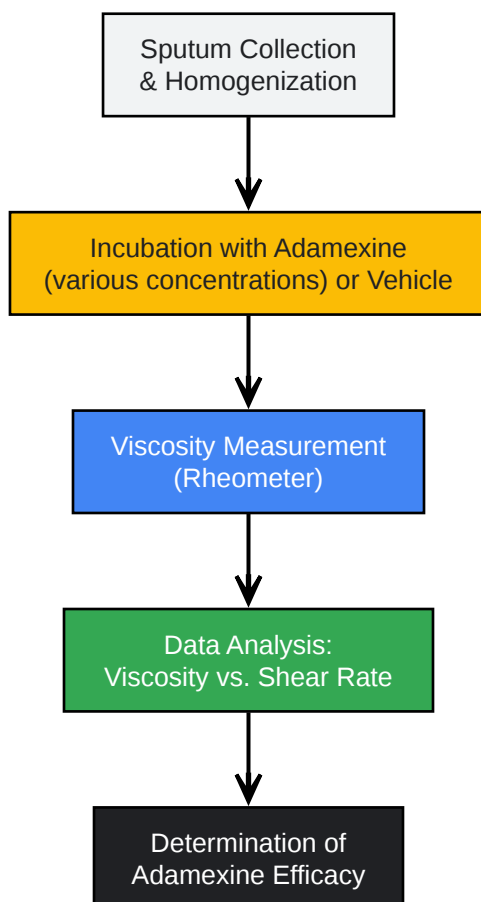 Sputum Collection
& Homogenization
Incubation with Adamexine
(various concentrations) or Vehicle
Viscosity Measurement
(Rheometer)
Data Analysis:
Viscosity vs. Shear Rate
Determination of
Adamexine Efficacy